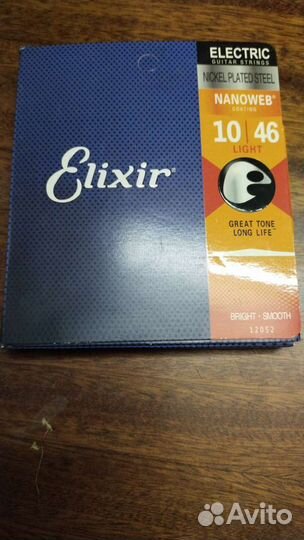 ELECTRIC
GUITAR STRINGS
NICKEL PLATED STEEL
NANOWEB®
COATING
10 | 46
LIGHT
Elixir®
GREAT TONE
LONG LIFE™
BRIGHT - SMOOTH
12052
Avito